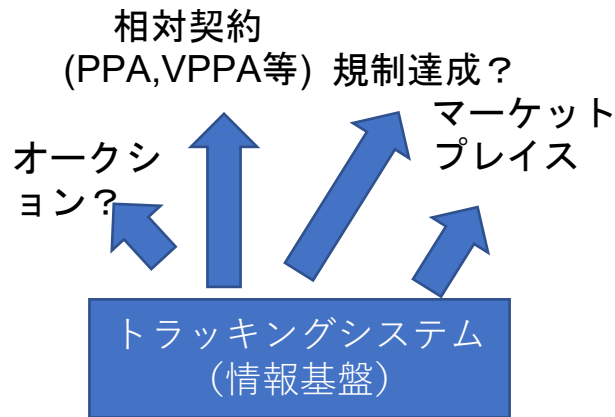 相対契約
(PPA,VPPA等)
規制達成？
マーケット
プレイス
オークシ
ョン？
トラッキングシステム
（情報基盤）